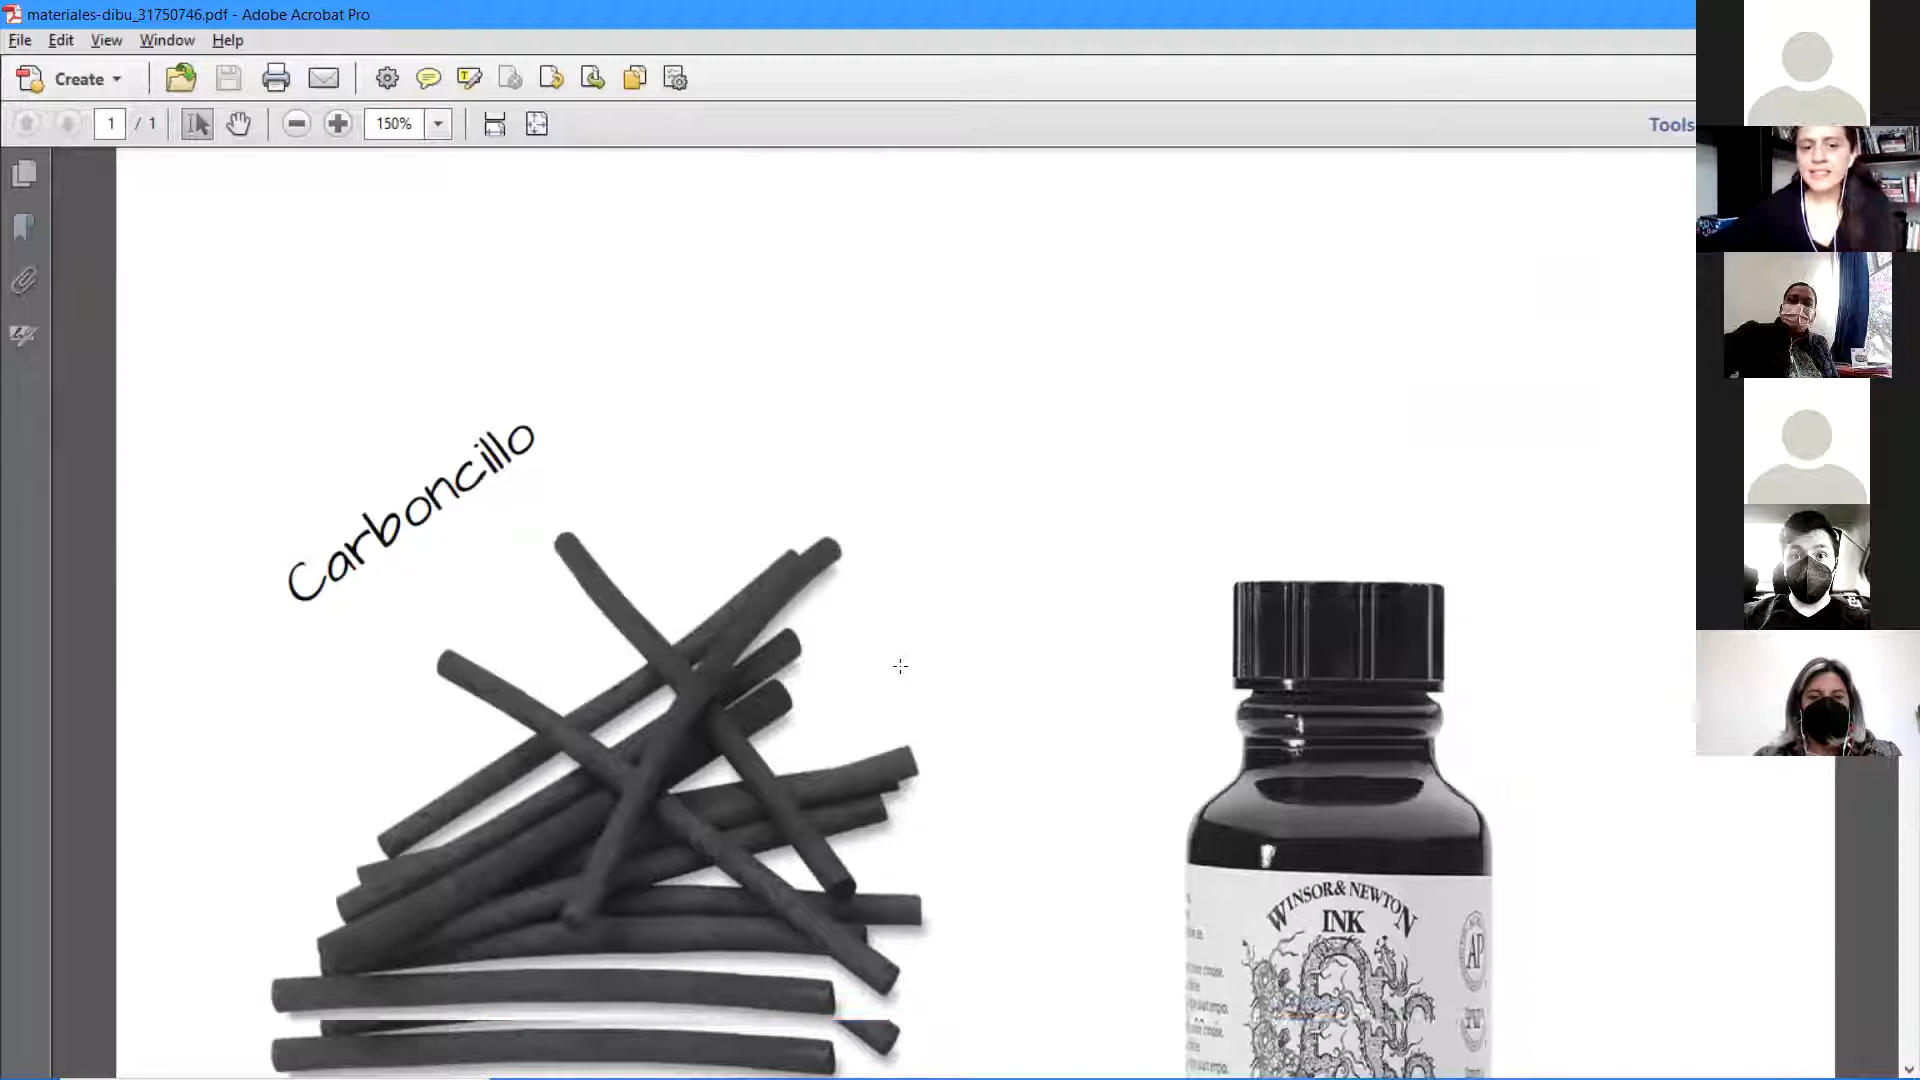 materiales-dibu_31750746.pdf - Adobe Acrobat Pro
File Edit View Window Help
Create
1 / 1
150%
Tools
Carboncillo
WINSOR & NEWTON
INK
AP